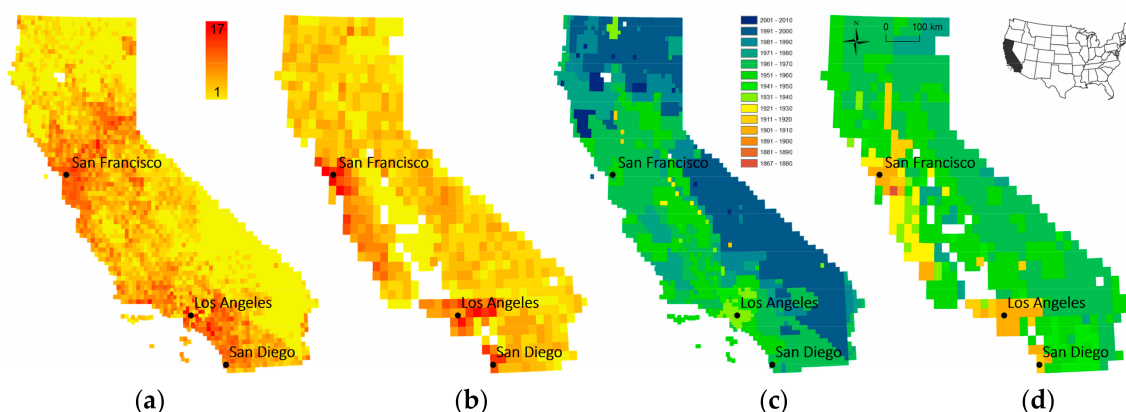 17
1
San Francisco
Los Angeles
San Diego
San Francisco
Los Angeles
San Diego
2001 - 2010
1991 - 2000
1981 - 1990
1971 - 1980
1961 - 1970
1951 - 1960
1941 - 1950
1931 - 1940
1921 - 1930
1911 - 1920
1901 - 1910
1891 - 1900
1881 - 1890
1867 - 1880
San Francisco
Los Angeles
San Diego
N
0 100 km
San Francisco
Los Angeles
San Diego
(a) (b) (c) (d)